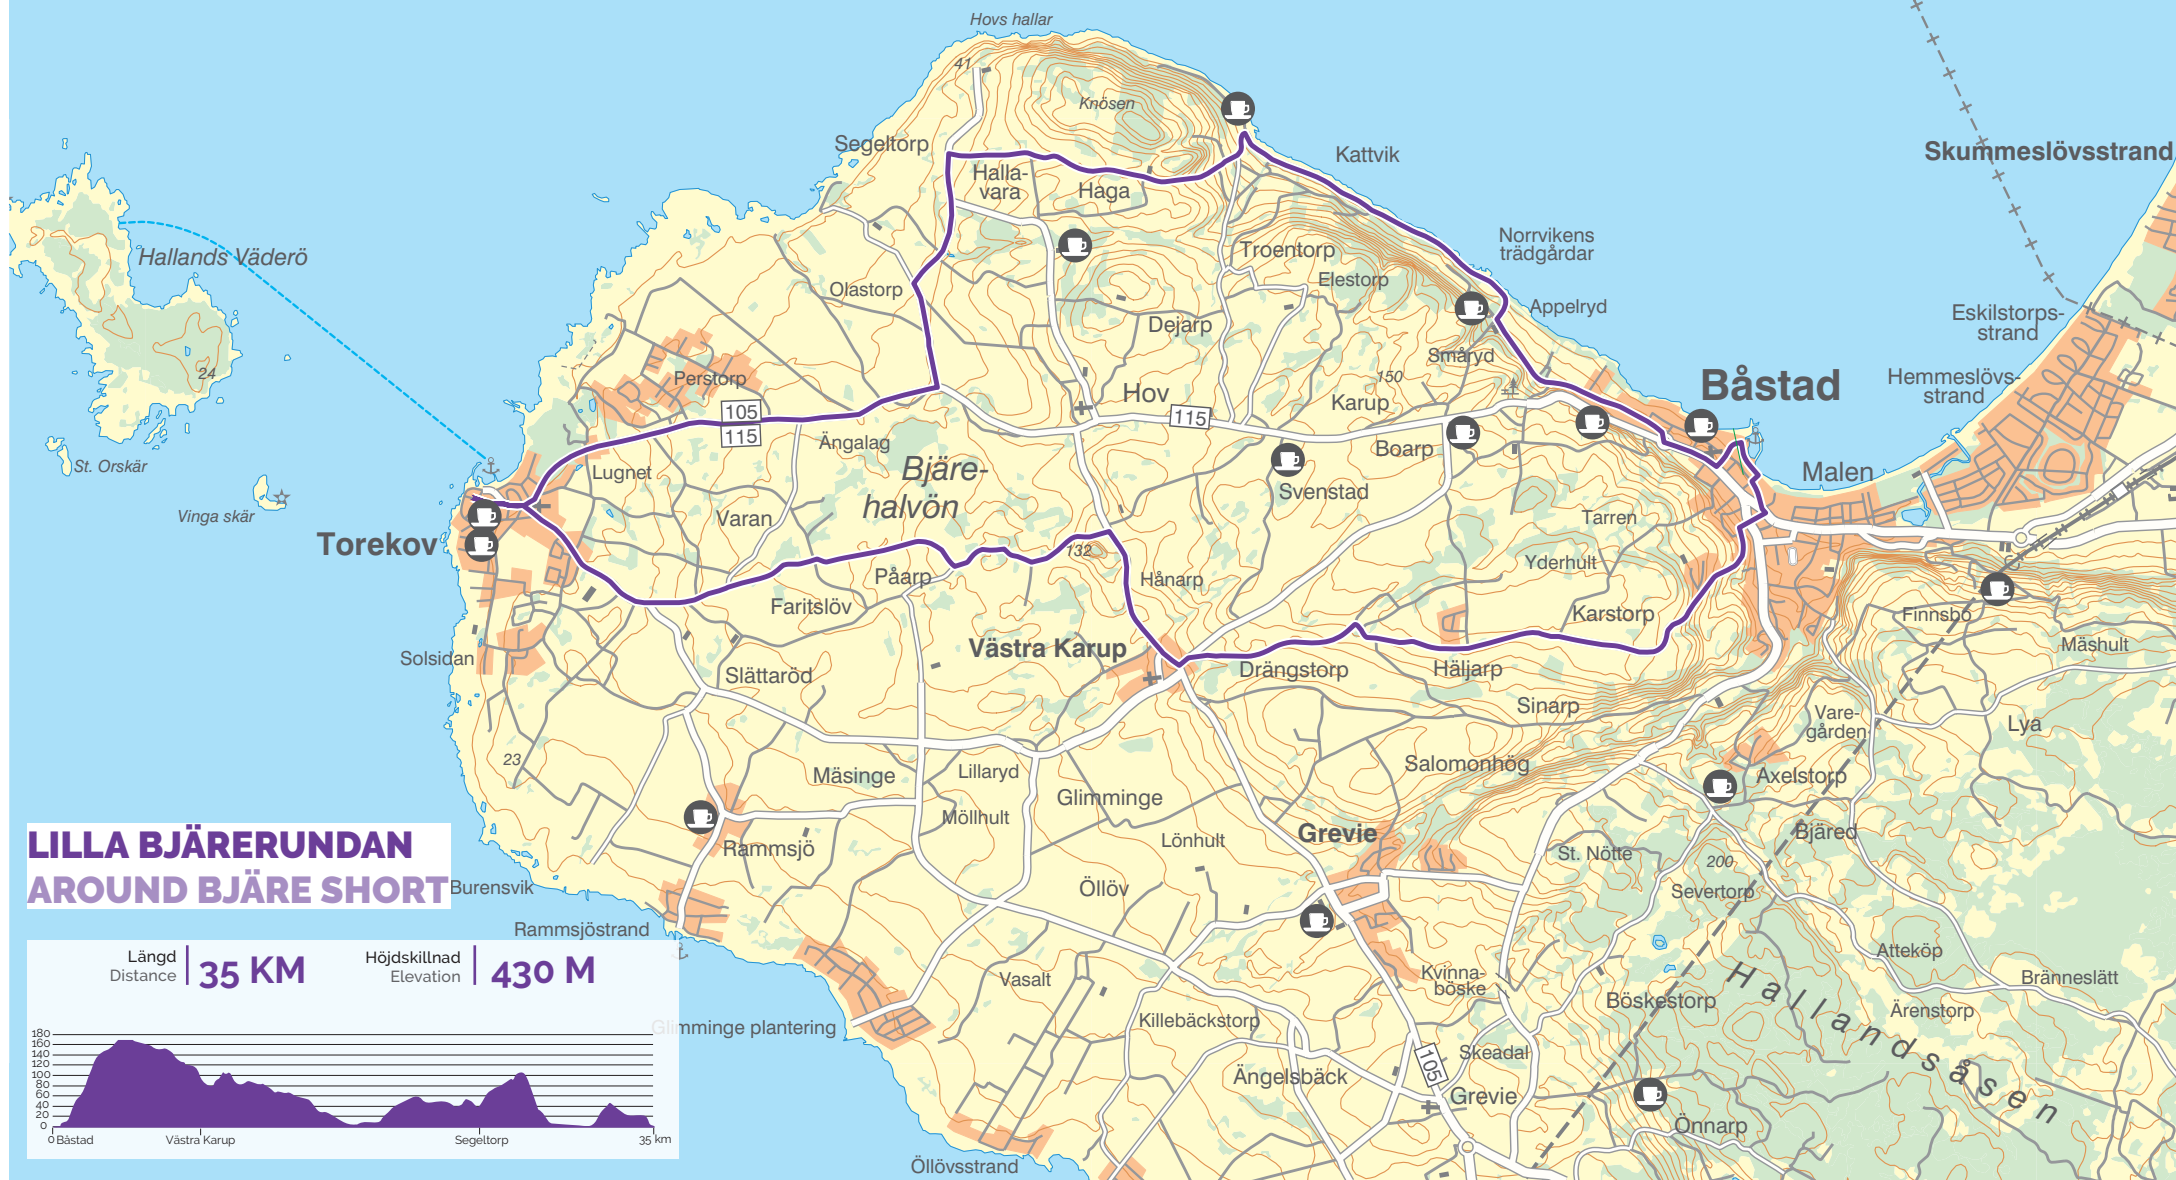 Hovs hallar
41
Knösen
Segeltorp
Kattvik
Skummeslövsstrand
Halla-
vara
Haga
Hallands Väderö
Norrvikens
trädgårdar
Troentorp
Elestorp
Olastorp
Appelryd
Eskilstorps-
strand
Dejarp
Småryd
24
Perstorp
150
Båstad
Hemmeslövs-
strand
Hov
Karup
105
115
115
Ängalag
Boarp
St. Orskär
Lugnet
Bjäre-
halvön
Malen
Svenstad
Vinga skär
Varan
Tarren
Torekov
132
Yderhult
Påarp
Hånarp
Faritslöv
Karstorp
Finnsbo
Mäshult
Västra Karup
Solsidan
Slättaröd
Drängstorp
Häljarp
Sinarp
Vare-
gården
Lya
23
Mäsinge
Lillaryd
Salomonhög
Axelstorp
Glimminge
Möllhult
Grevie
Bjäred
Lönhult
Rammsjö
St. Nötte
200
LILLA BJÄRERUNDAN
AROUND BJÄRE SHORT
Burensvik
Öllöv
Severtorp
Rammsjöstrand
Atteköp
Längd
Distance
35 KM
Höjdskillnad
Elevation
430 M
Vasalt
Kvinna-
böske
Bränneslätt
Böskestorp
Hallandsåsen
Ärenstorp
Glimminge plantering
Killebäckstorp
Skeadal
105
Ängelsbäck
Grevie
Önnarp
Öllövsstrand
180
160
140
120
100
80
60
40
20
0
0 Båstad
Västra Karup
Segeltorp
35 km